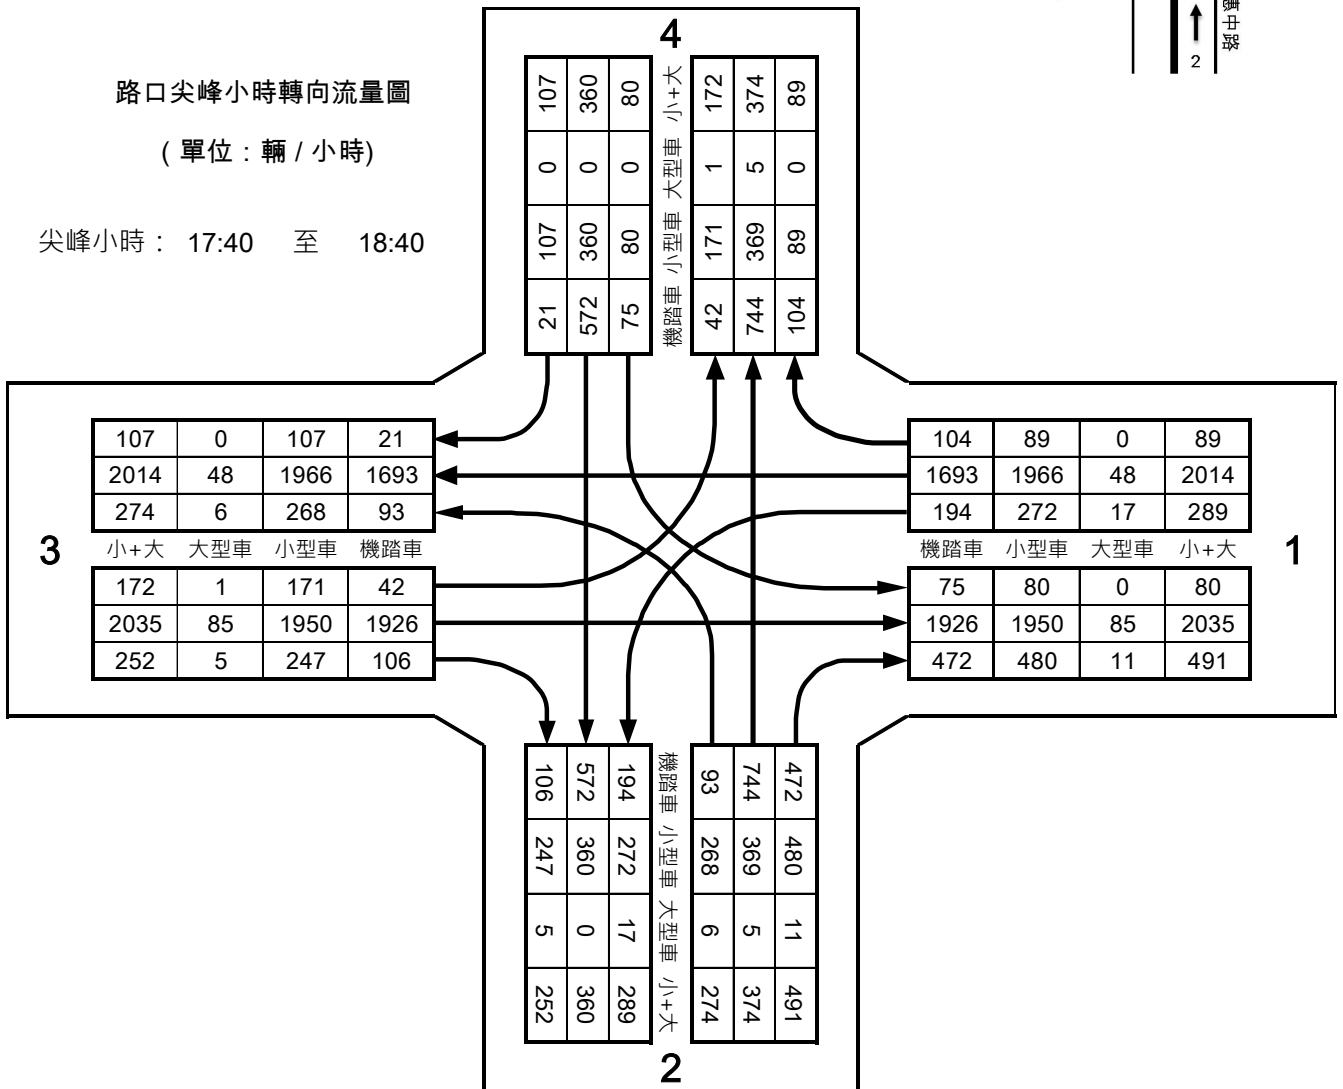 惠中路
2
路口尖峰小時轉向流量圖
( 單位：輛 / 小時)
尖峰小時： 17:40 至 18:40
4
107 360 80 小+大 172 374 89
0 0 0 大型車 1 5 0
107 360 80 小型車 171 369 89
21 572 75 機踏車 42 744 104
3
107 0 107 21
2014 48 1966 1693
274 6 268 93
小+大 大型車 小型車 機踏車
172 1 171 42
2035 85 1950 1926
252 5 247 106
104 89 0 89
1693 1966 48 2014
194 272 17 289
機踏車 小型車 大型車 小+大
75 80 0 80
1926 1950 85 2035
472 480 11 491
1
106 572 194 機踏車 93 744 472
247 360 272 小型車 268 369 480
5 0 17 大型車 6 5 11
252 360 289 小+大 274 374 491
2